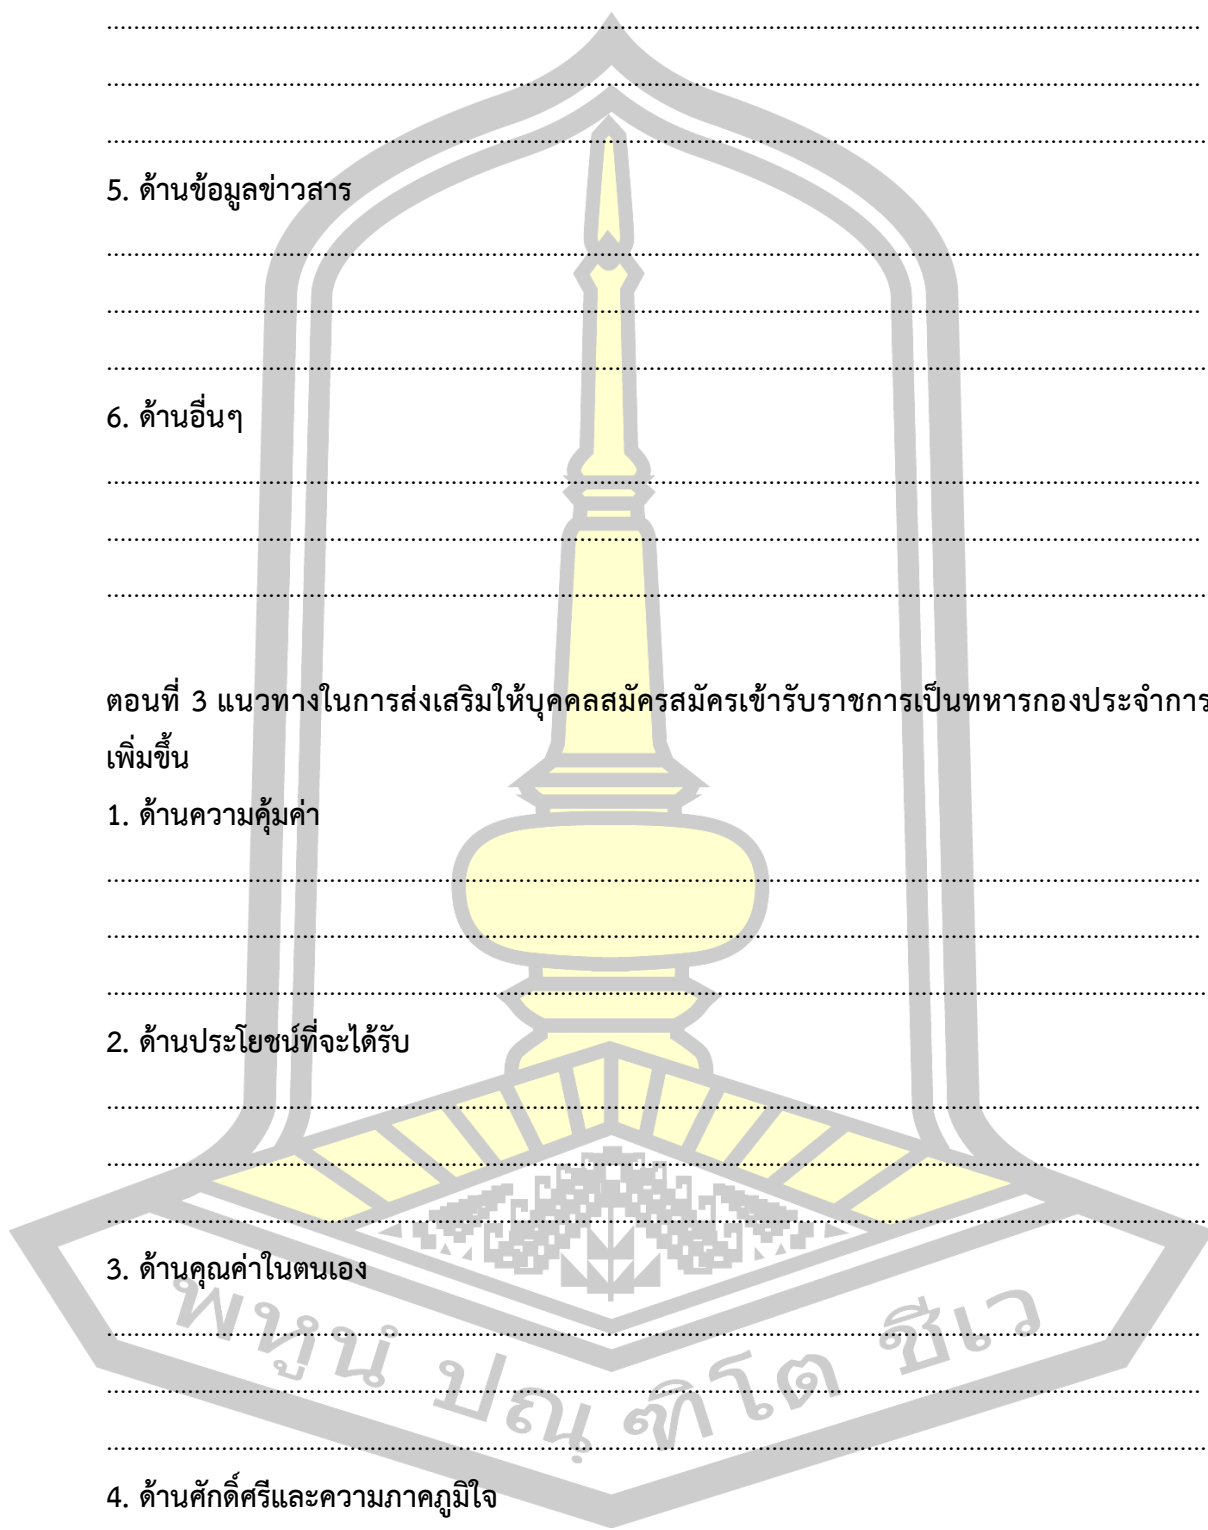 5. ด้านข้อมูลข่าวสาร
6. ด้านอื่นๆ
ตอนที่ 3 แนวทางในการส่งเสริมให้บุคคลสมัครสมัครเข้ารับราชการเป็นทหารกองประจำการ
เพิ่มขึ้น
1. ด้านความคุ้มค่า
2. ด้านประโยชน์ที่จะได้รับ
3. ด้านคุณค่าในตนเอง
พหูนํ ปณฺฑิโต ชีเว
4. ด้านศักดิ์ศรีและความภาคภูมิใจ